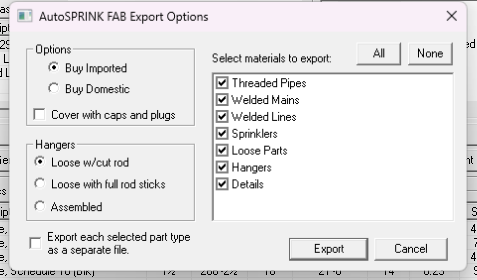 AutoSPRINK FAB Export Options
Options
Buy Imported
Buy Domestic
Cover with caps and plugs
Hangers
Loose w/cut rod
Loose with full rod sticks
Assembled
Export each selected part type
as a separate file.
Select materials to export:
All
None
Threaded Pipes
Welded Mains
Welded Lines
Sprinklers
Loose Parts
Hangers
Details
Export
Cancel